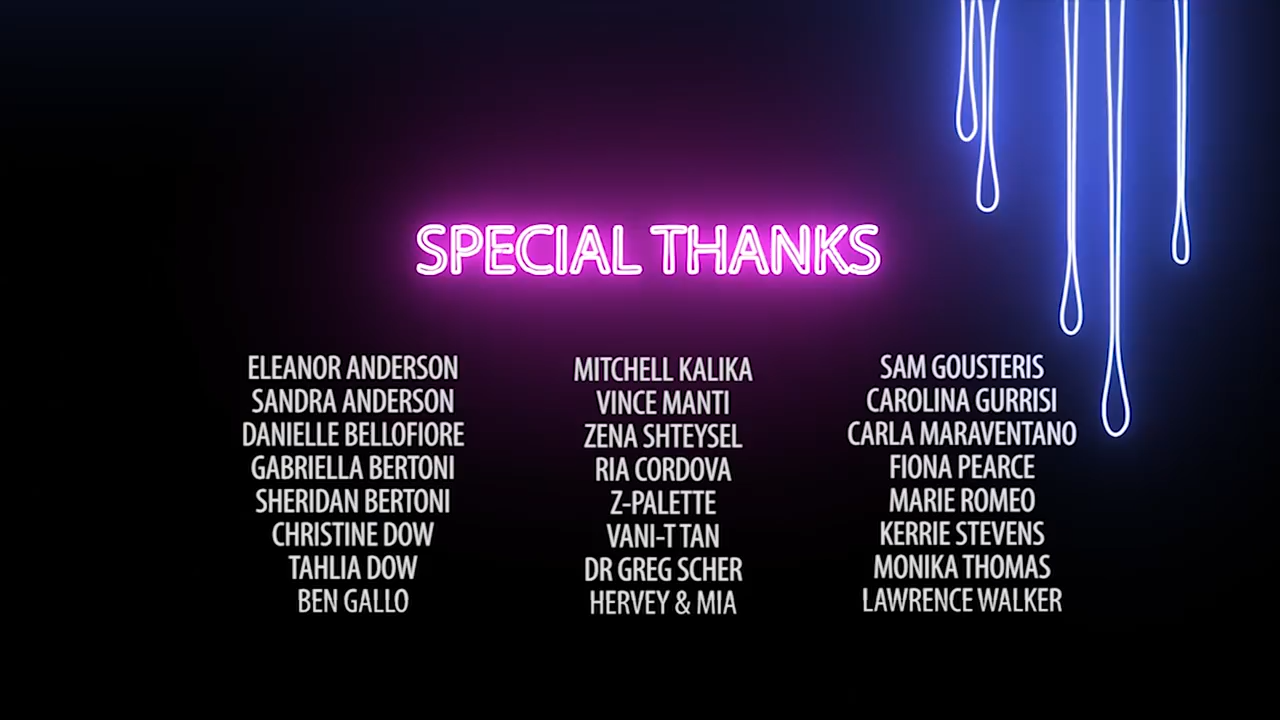 SPECIAL THANKS
ELEANOR ANDERSON
SANDRA ANDERSON
DANIELLE BELLOFIORE
GABRIELLA BERTONI
SHERIDAN BERTONI
CHRISTINE DOW
TAHLIA DOW
BEN GALLO
MITCHELL KALIKA
VINCE MANTI
ZENA SHTEYSEL
RIA CORDOVA
Z-PALETTE
VANI-T TAN
DR GREG SCHER
HERVEY & MIA
SAM GOUSTERIS
CAROLINA GURRISI
CARLA MARAVENTANO
FIONA PEARCE
MARIE ROMEO
KERRIE STEVENS
MONIKA THOMAS
LAWRENCE WALKER